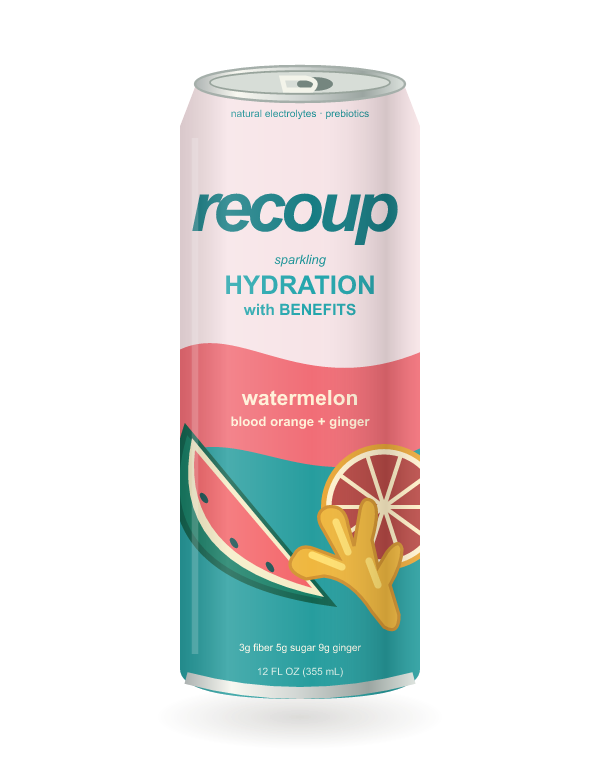 natural electrolytes · prebiotics
recoup
sparkling
HYDRATION
with BENEFITS
watermelon
blood orange + ginger
3g fiber 5g sugar 9g ginger
12 FL OZ (355 mL)